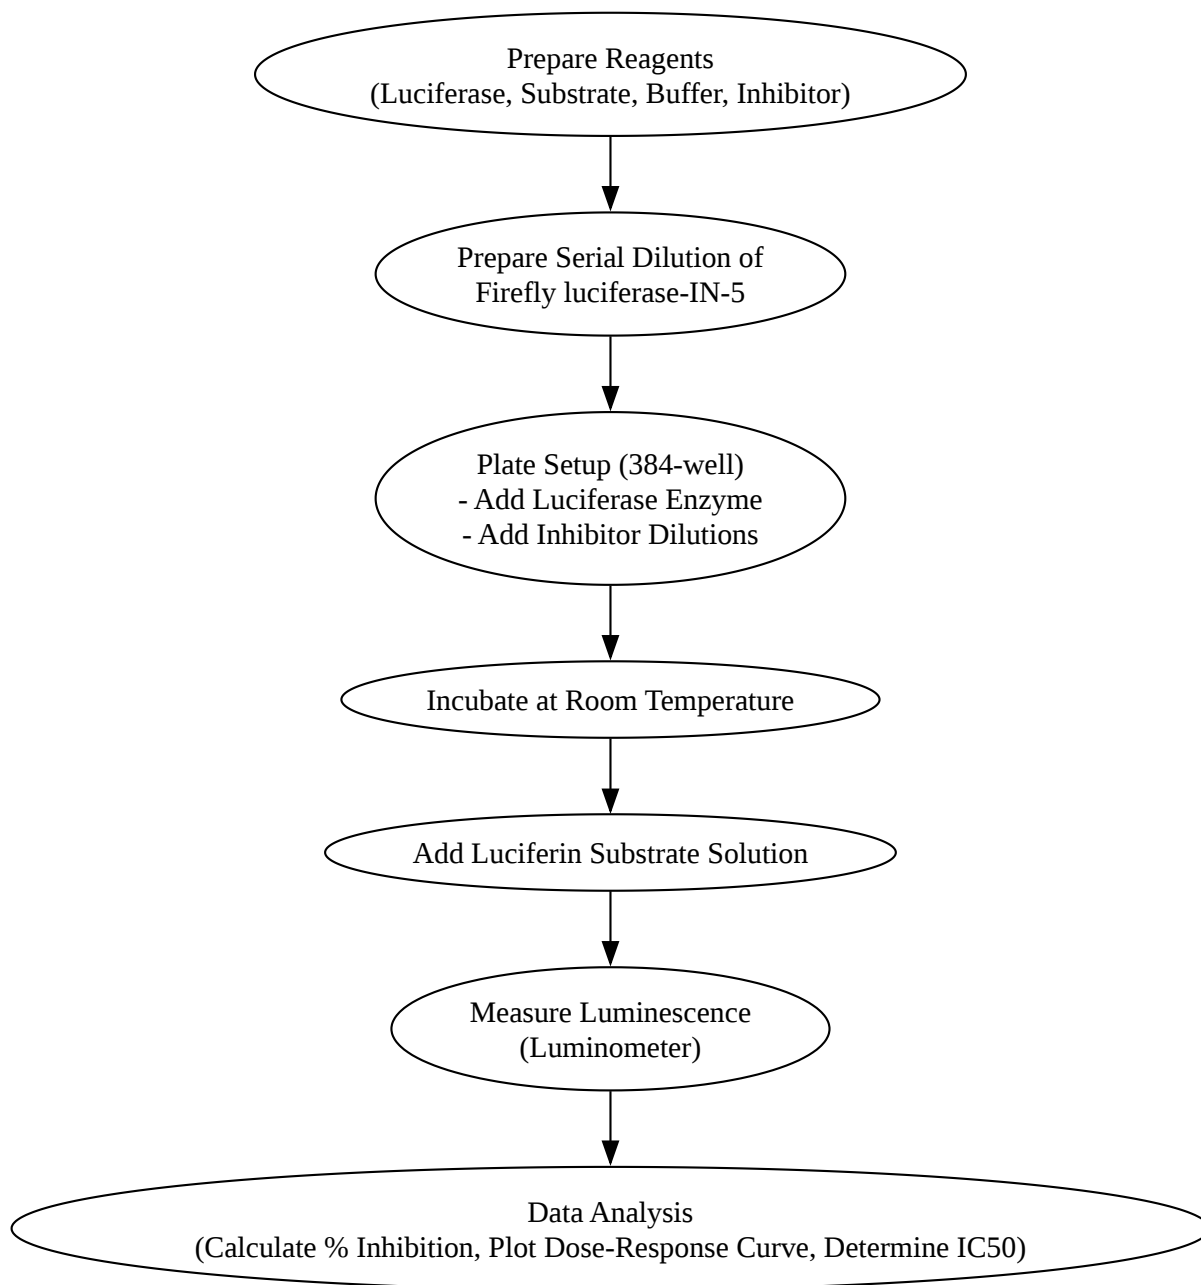 Prepare Reagents
(Luciferase, Substrate, Buffer, Inhibitor)
Prepare Serial Dilution of
Firefly luciferase-IN-5
Plate Setup (384-well)
- Add Luciferase Enzyme
- Add Inhibitor Dilutions
Incubate at Room Temperature
Add Luciferin Substrate Solution
Measure Luminescence
(Luminometer)
Data Analysis
(Calculate % Inhibition, Plot Dose-Response Curve, Determine IC50)